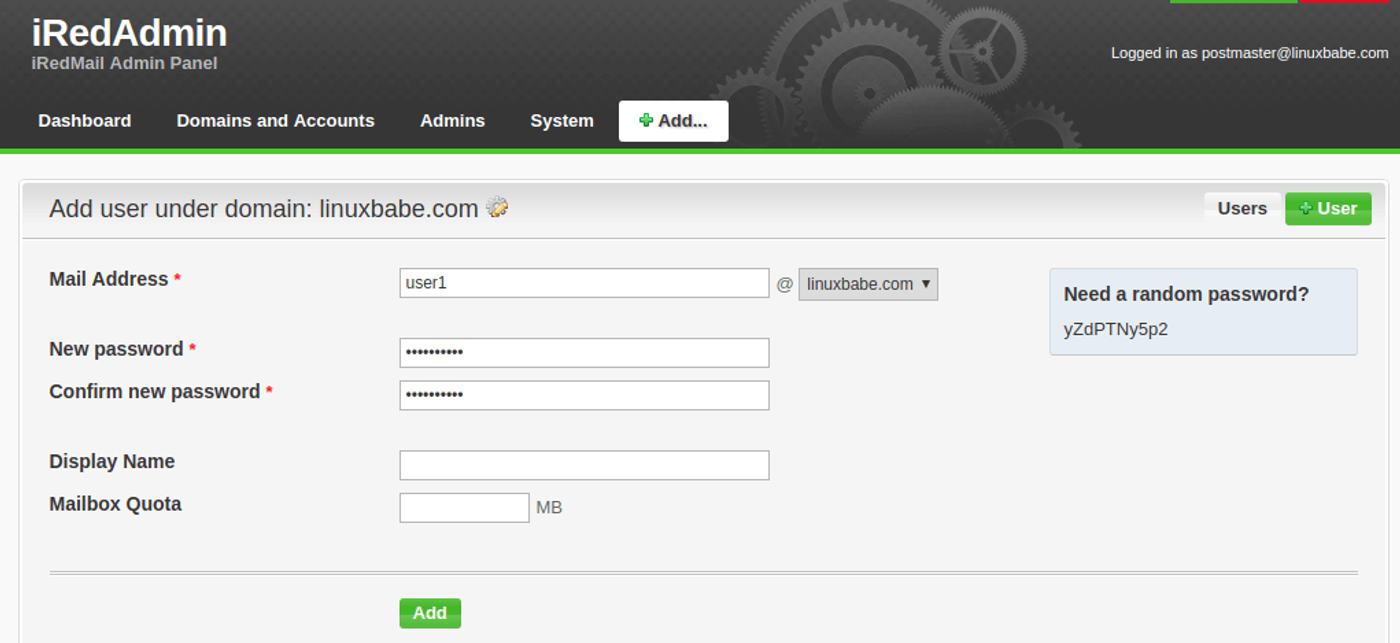 iRedAdmin
iRedMail Admin Panel
Logged in as postmaster@linuxbabe.com
Dashboard Domains and Accounts Admins System Add...
Add user under domain: linuxbabe.com Users User
Mail Address * user1 @ linuxbabe.com ▼
Need a random password?
yZdPTNy5p2
New password * ••••••••••
Confirm new password * ••••••••••
Display Name
Mailbox Quota MB
Add